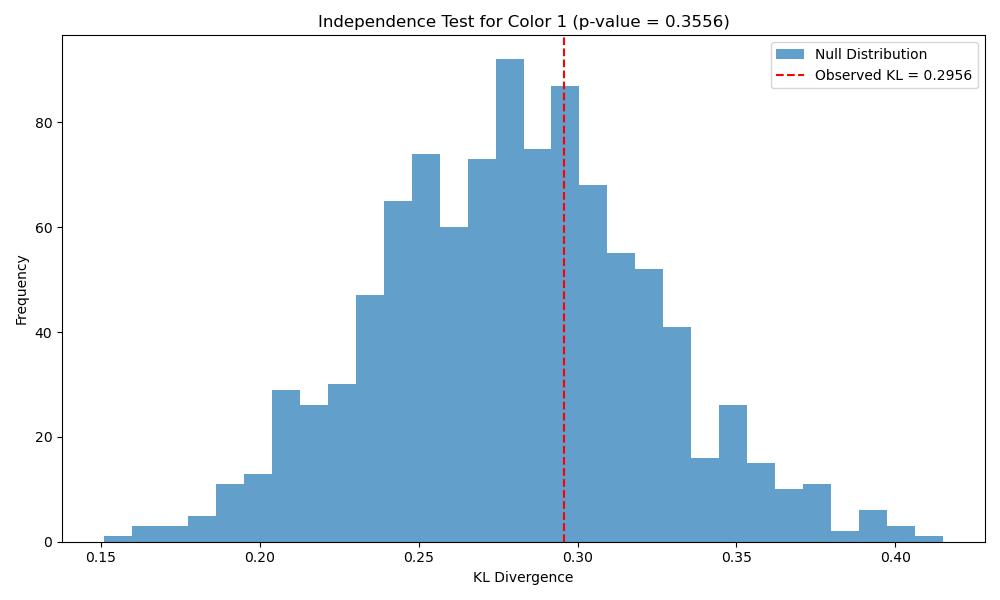 Independence Test for Color 1 (p-value = 0.3556)
Null Distribution
Observed KL = 0.2956
Frequency
80
60
40
20
0
0.15 0.20 0.25 0.30 0.35 0.40
KL Divergence